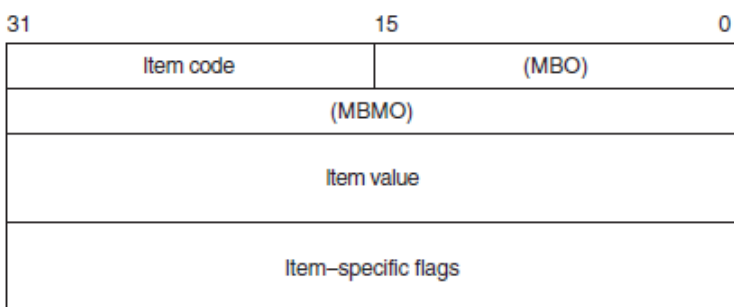 31 15 0
Item code (MBO)
(MBMO)
Item value
Item–specific flags